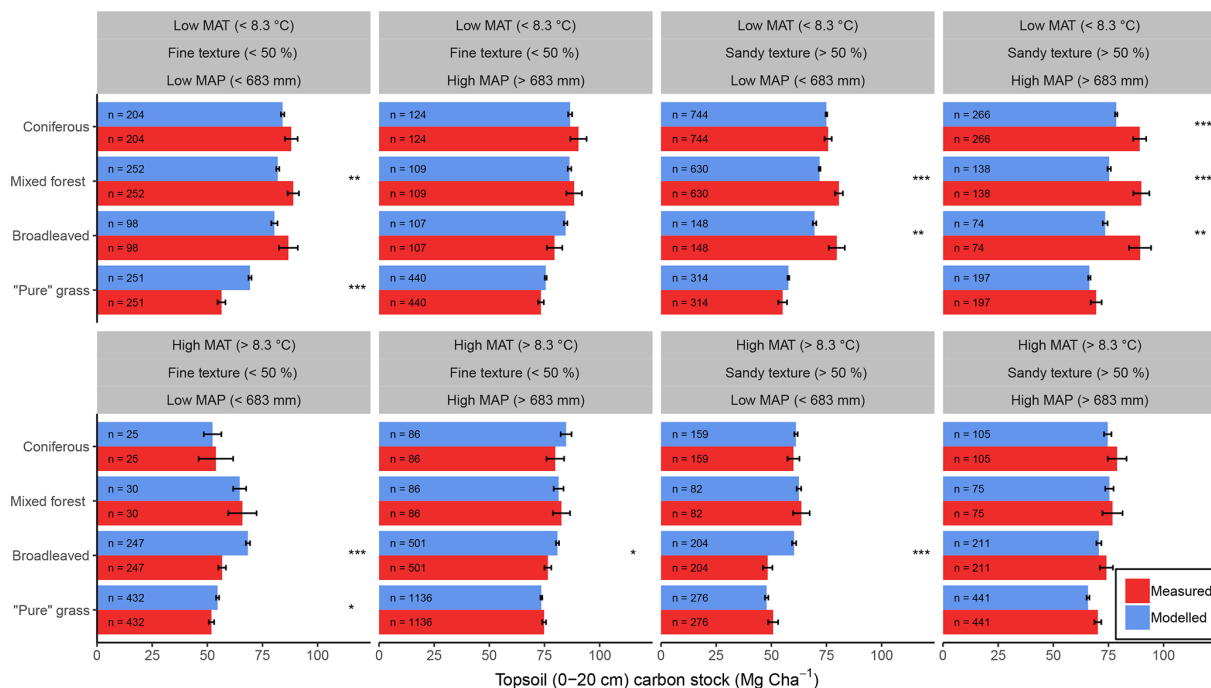 Low MAT (< 8.3 °C)
Fine texture (< 50 %)
Low MAP (< 683 mm)
Low MAT (< 8.3 °C)
Fine texture (< 50 %)
High MAP (> 683 mm)
Low MAT (< 8.3 °C)
Sandy texture (> 50 %)
Low MAP (< 683 mm)
Low MAT (< 8.3 °C)
Sandy texture (> 50 %)
High MAP (> 683 mm)
Coniferous
n = 204
n = 204
n = 124
n = 124
n = 744
n = 744
n = 266
n = 266
***
Mixed forest
n = 252
n = 252
**
n = 109
n = 109
n = 630
n = 630
***
n = 138
n = 138
***
Broadleaved
n = 98
n = 98
n = 107
n = 107
n = 148
n = 148
**
n = 74
n = 74
**
"Pure" grass
n = 251
n = 251
***
n = 440
n = 440
n = 314
n = 314
n = 197
n = 197
High MAT (> 8.3 °C)
Fine texture (< 50 %)
Low MAP (< 683 mm)
High MAT (> 8.3 °C)
Fine texture (< 50 %)
High MAP (> 683 mm)
High MAT (> 8.3 °C)
Sandy texture (> 50 %)
Low MAP (< 683 mm)
High MAT (> 8.3 °C)
Sandy texture (> 50 %)
High MAP (> 683 mm)
Coniferous
n = 25
n = 25
n = 86
n = 86
n = 159
n = 159
n = 105
n = 105
Mixed forest
n = 30
n = 30
n = 86
n = 86
n = 82
n = 82
n = 75
n = 75
Broadleaved
n = 247
n = 247
***
n = 501
n = 501
*
n = 204
n = 204
***
n = 211
n = 211
"Pure" grass
n = 432
n = 432
*
n = 1136
n = 1136
n = 276
n = 276
n = 441
n = 441
Measured
Modelled
0 25 50 75 100
0 25 50 75 100
0 25 50 75 100
0 25 50 75 100
Topsoil (0−20 cm) carbon stock (Mg Cha⁻¹)